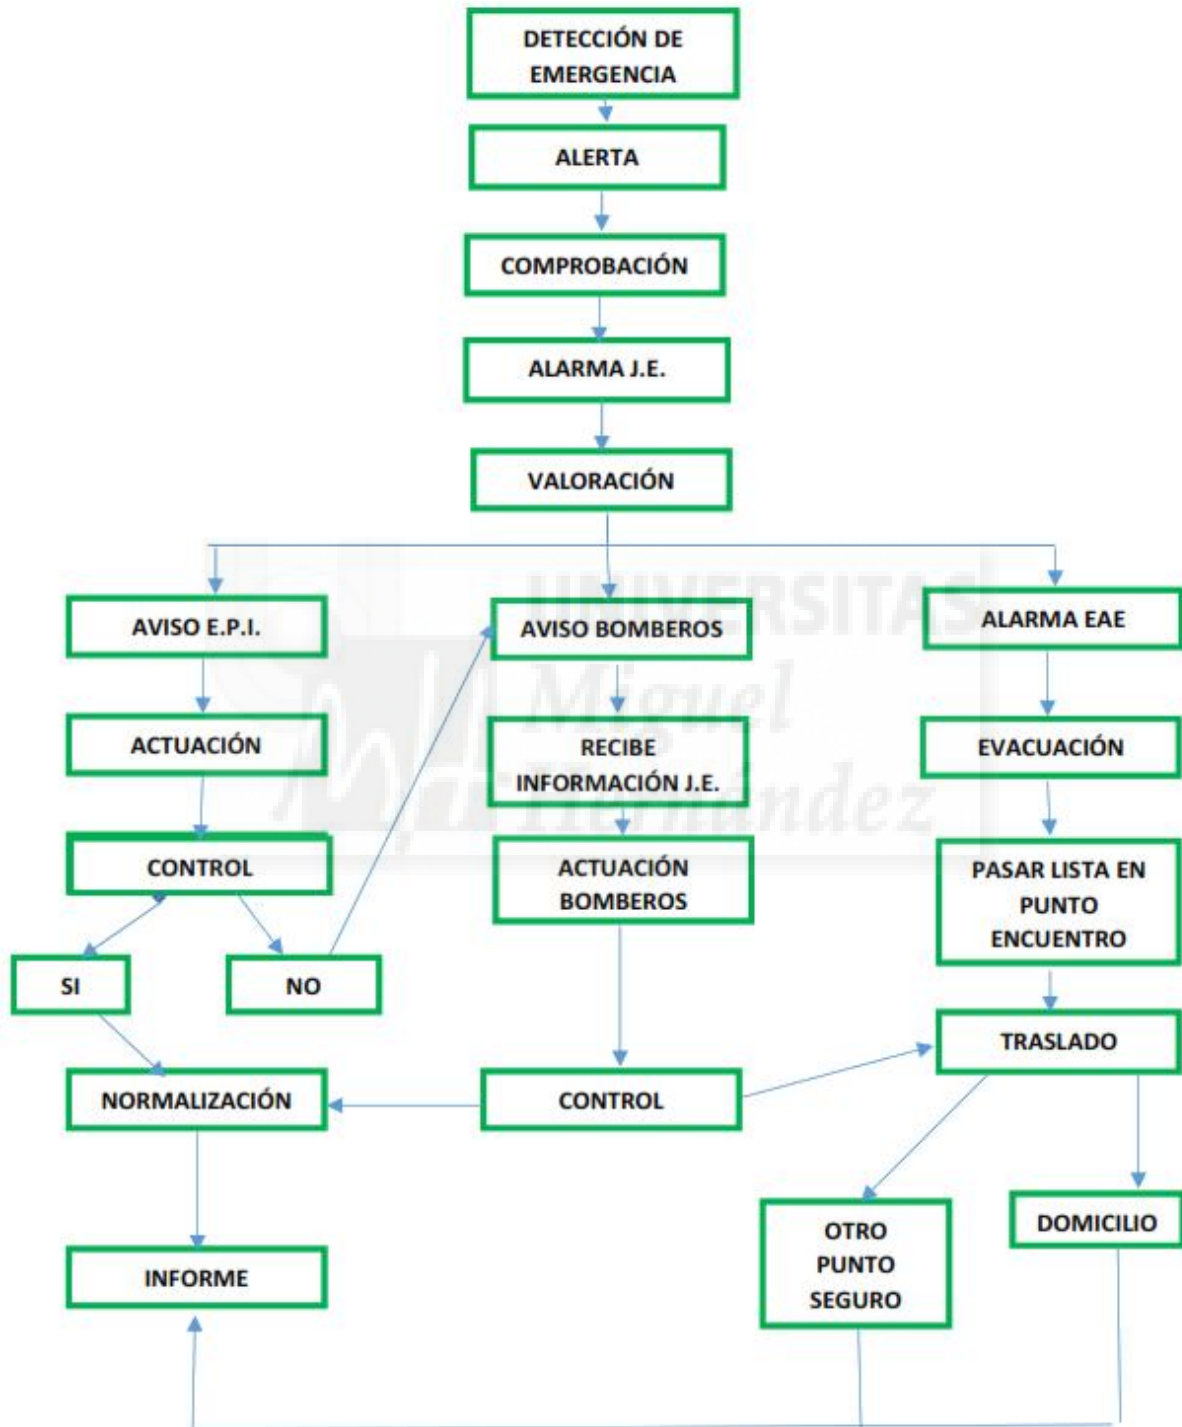 DETECCIÓN DE
EMERGENCIA
ALERTA
COMPROBACIÓN
ALARMA J.E.
VALORACIÓN
AVISO E.P.I.
AVISO BOMBEROS
ALARMA EAE
UNIVERSITAS
Miguel
Hernández
ACTUACIÓN
RECIBE
INFORMACIÓN J.E.
EVACUACIÓN
CONTROL
ACTUACIÓN
BOMBEROS
PASAR LISTA EN
PUNTO
ENCUENTRO
SI
NO
TRASLADO
NORMALIZACIÓN
CONTROL
OTRO
PUNTO
SEGURO
DOMICILIO
INFORME